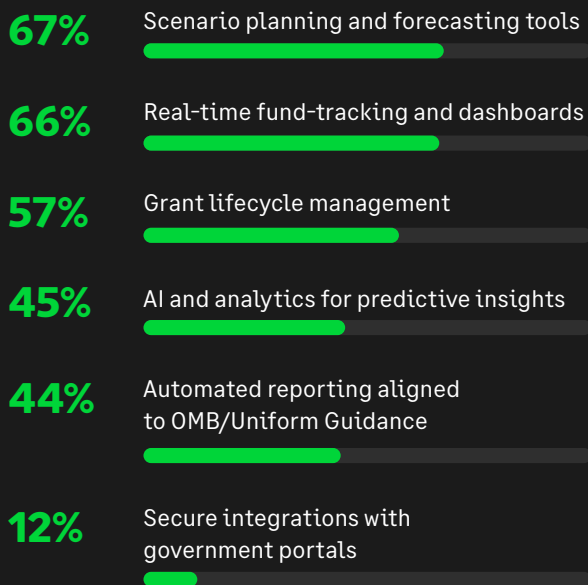 67%
Scenario planning and forecasting tools
66%
Real-time fund-tracking and dashboards
57%
Grant lifecycle management
45%
AI and analytics for predictive insights
44%
Automated reporting aligned
to OMB/Uniform Guidance
12%
Secure integrations with
government portals